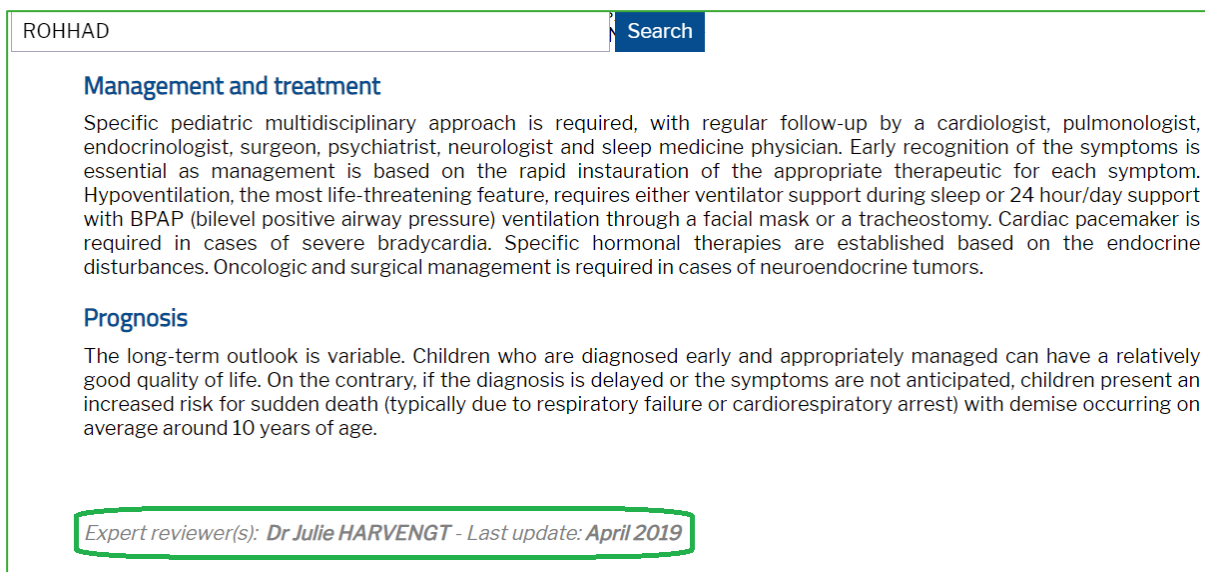 ROHHAD
Search
Management and treatment
Specific pediatric multidisciplinary approach is required, with regular follow-up by a cardiologist, pulmonologist,
endocrinologist, surgeon, psychiatrist, neurologist and sleep medicine physician. Early recognition of the symptoms is
essential as management is based on the rapid instauration of the appropriate therapeutic for each symptom.
Hypoventilation, the most life-threatening feature, requires either ventilator support during sleep or 24 hour/day support
with BPAP (bilevel positive airway pressure) ventilation through a facial mask or a tracheostomy. Cardiac pacemaker is
required in cases of severe bradycardia. Specific hormonal therapies are established based on the endocrine
disturbances. Oncologic and surgical management is required in cases of neuroendocrine tumors.
Prognosis
The long-term outlook is variable. Children who are diagnosed early and appropriately managed can have a relatively
good quality of life. On the contrary, if the diagnosis is delayed or the symptoms are not anticipated, children present an
increased risk for sudden death (typically due to respiratory failure or cardiorespiratory arrest) with demise occurring on
average around 10 years of age.
Expert reviewer(s): Dr Julie HARVENGT - Last update: April 2019